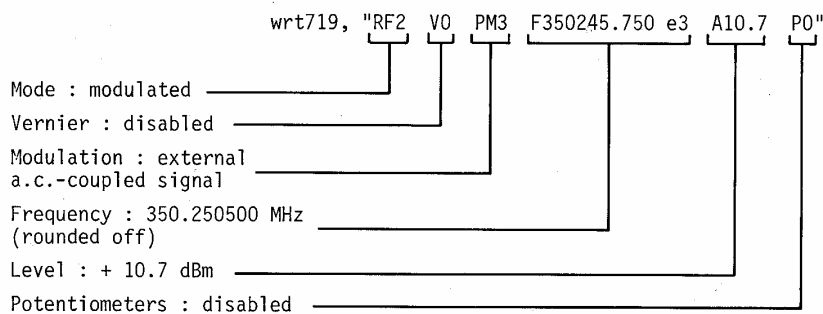 wrt719, "RF2 V0 PM3 F350245.750 e3 A10.7 P0"
Mode : modulated
Vernier : disabled
Modulation : external
a.c.-coupled signal
Frequency : 350.250500 MHz
(rounded off)
Level : + 10.7 dBm
Potentiometers : disabled